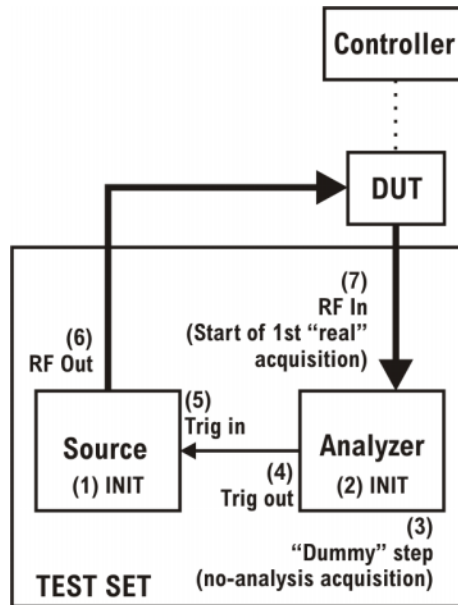 Controller
DUT
(7)
RF In
(Start of 1st “real”
acquisition)
(6)
RF Out
(5)
Trig in
Source
(1) INIT
Analyzer
(2) INIT
(4)
Trig out
(3)
“Dummy” step
(no-analysis acquisition)
TEST SET